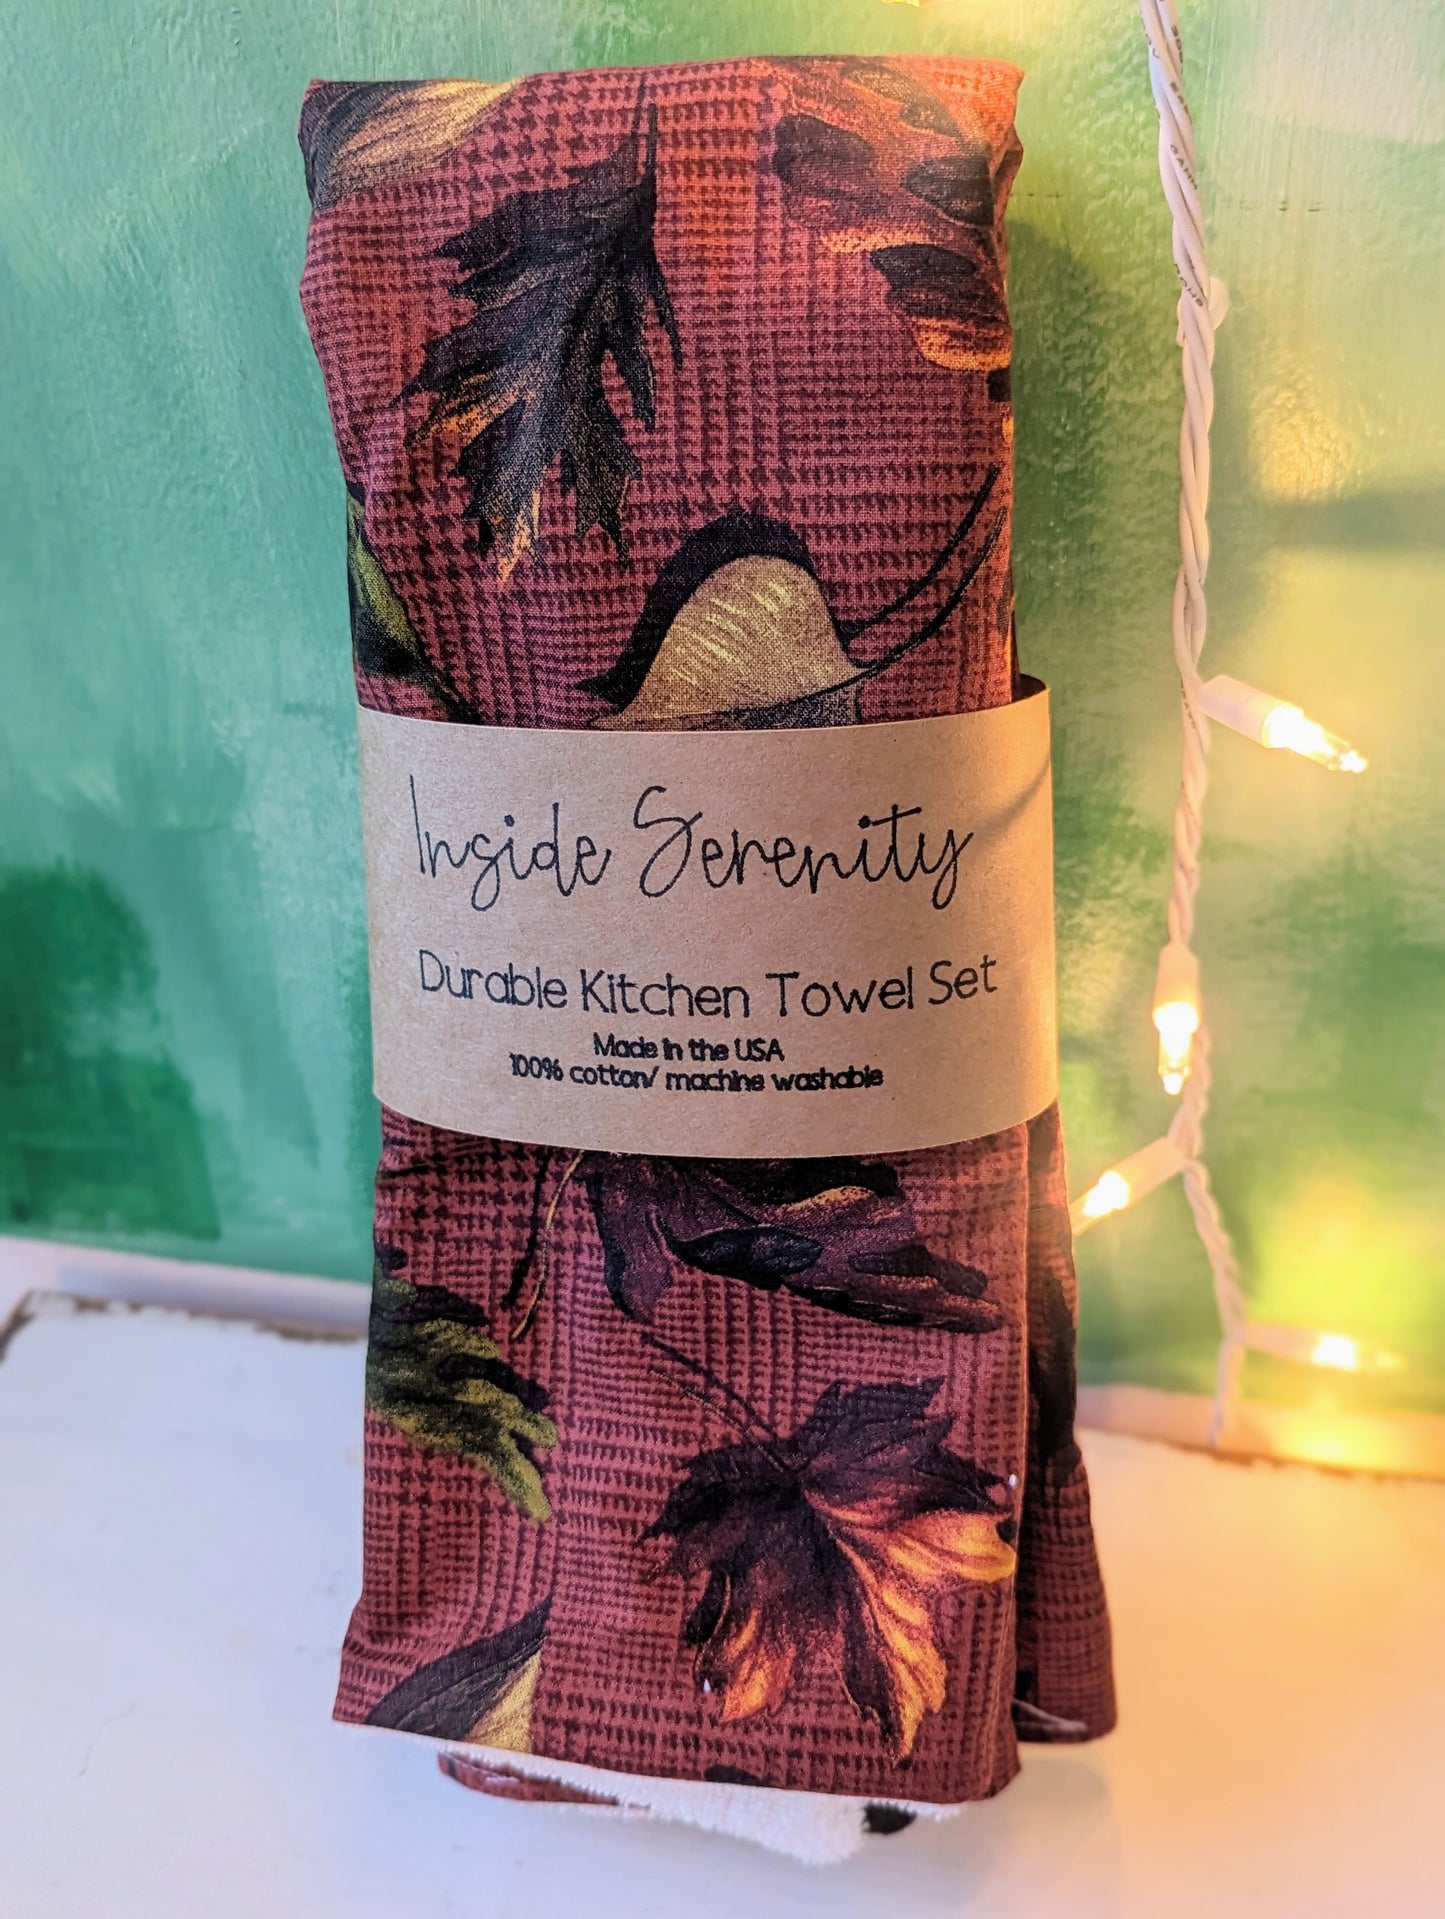 Inside Serenity
Durable Kitchen Towel Set
Made in the USA
100% cotton/ machine washable